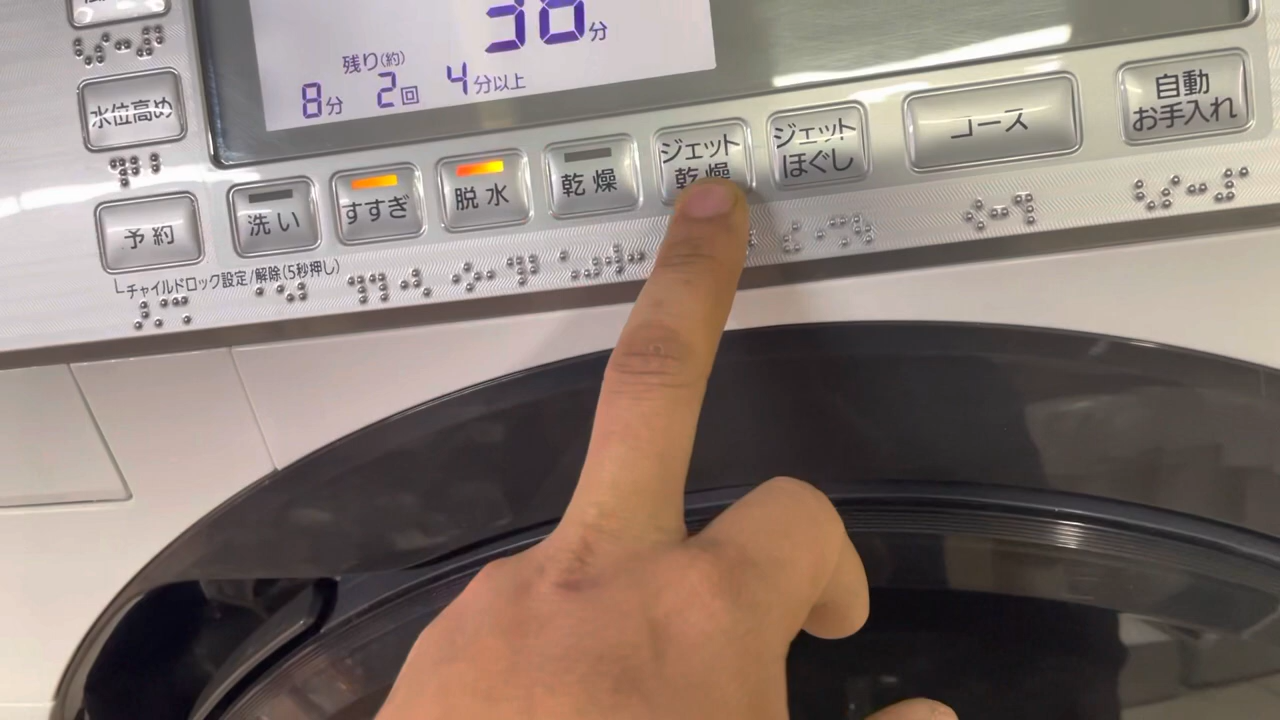 38分
残り(約)
8分 2回 4分以上
水位高め
予約
洗い
すすぎ
脱水
乾燥
ジェット
乾燥
ジェット
ほぐし
コース
自動
お手入れ
チャイルドロック設定/解除(5秒押し)